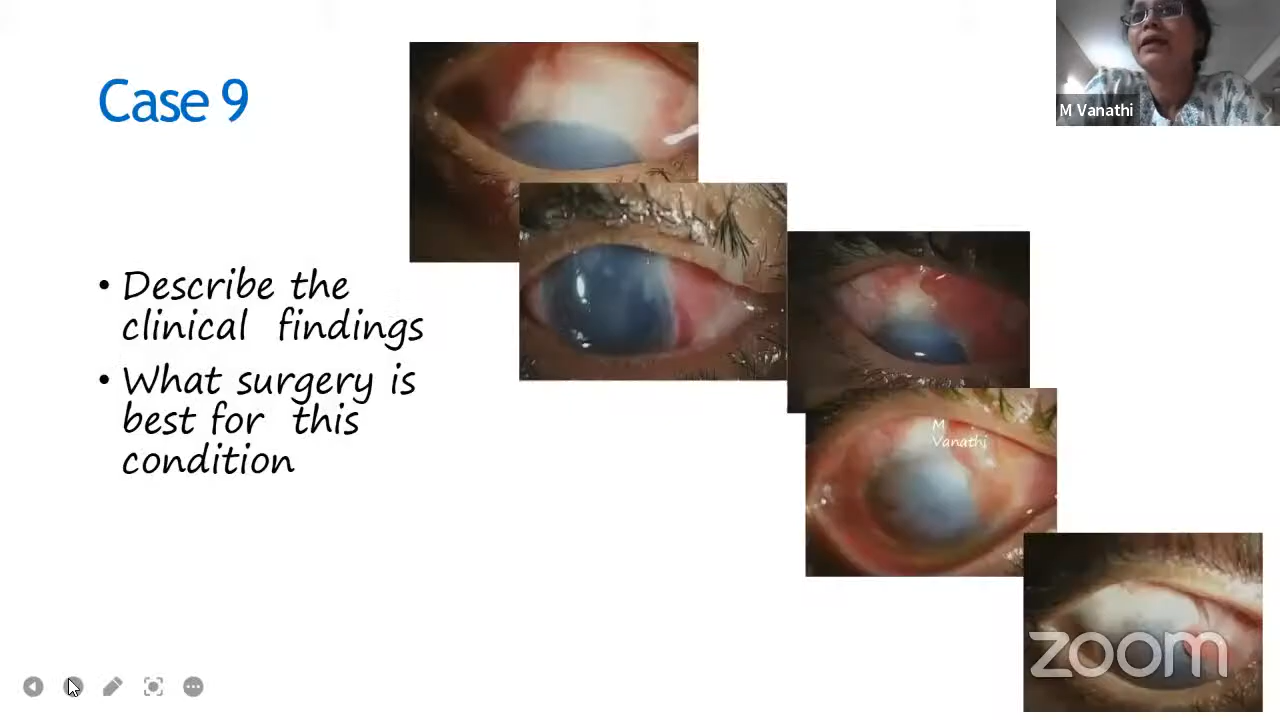 Case 9
M Vanathi
• Describe the
clinical findings
• What surgery is
best for this
condition
M
Vanathi
zoom